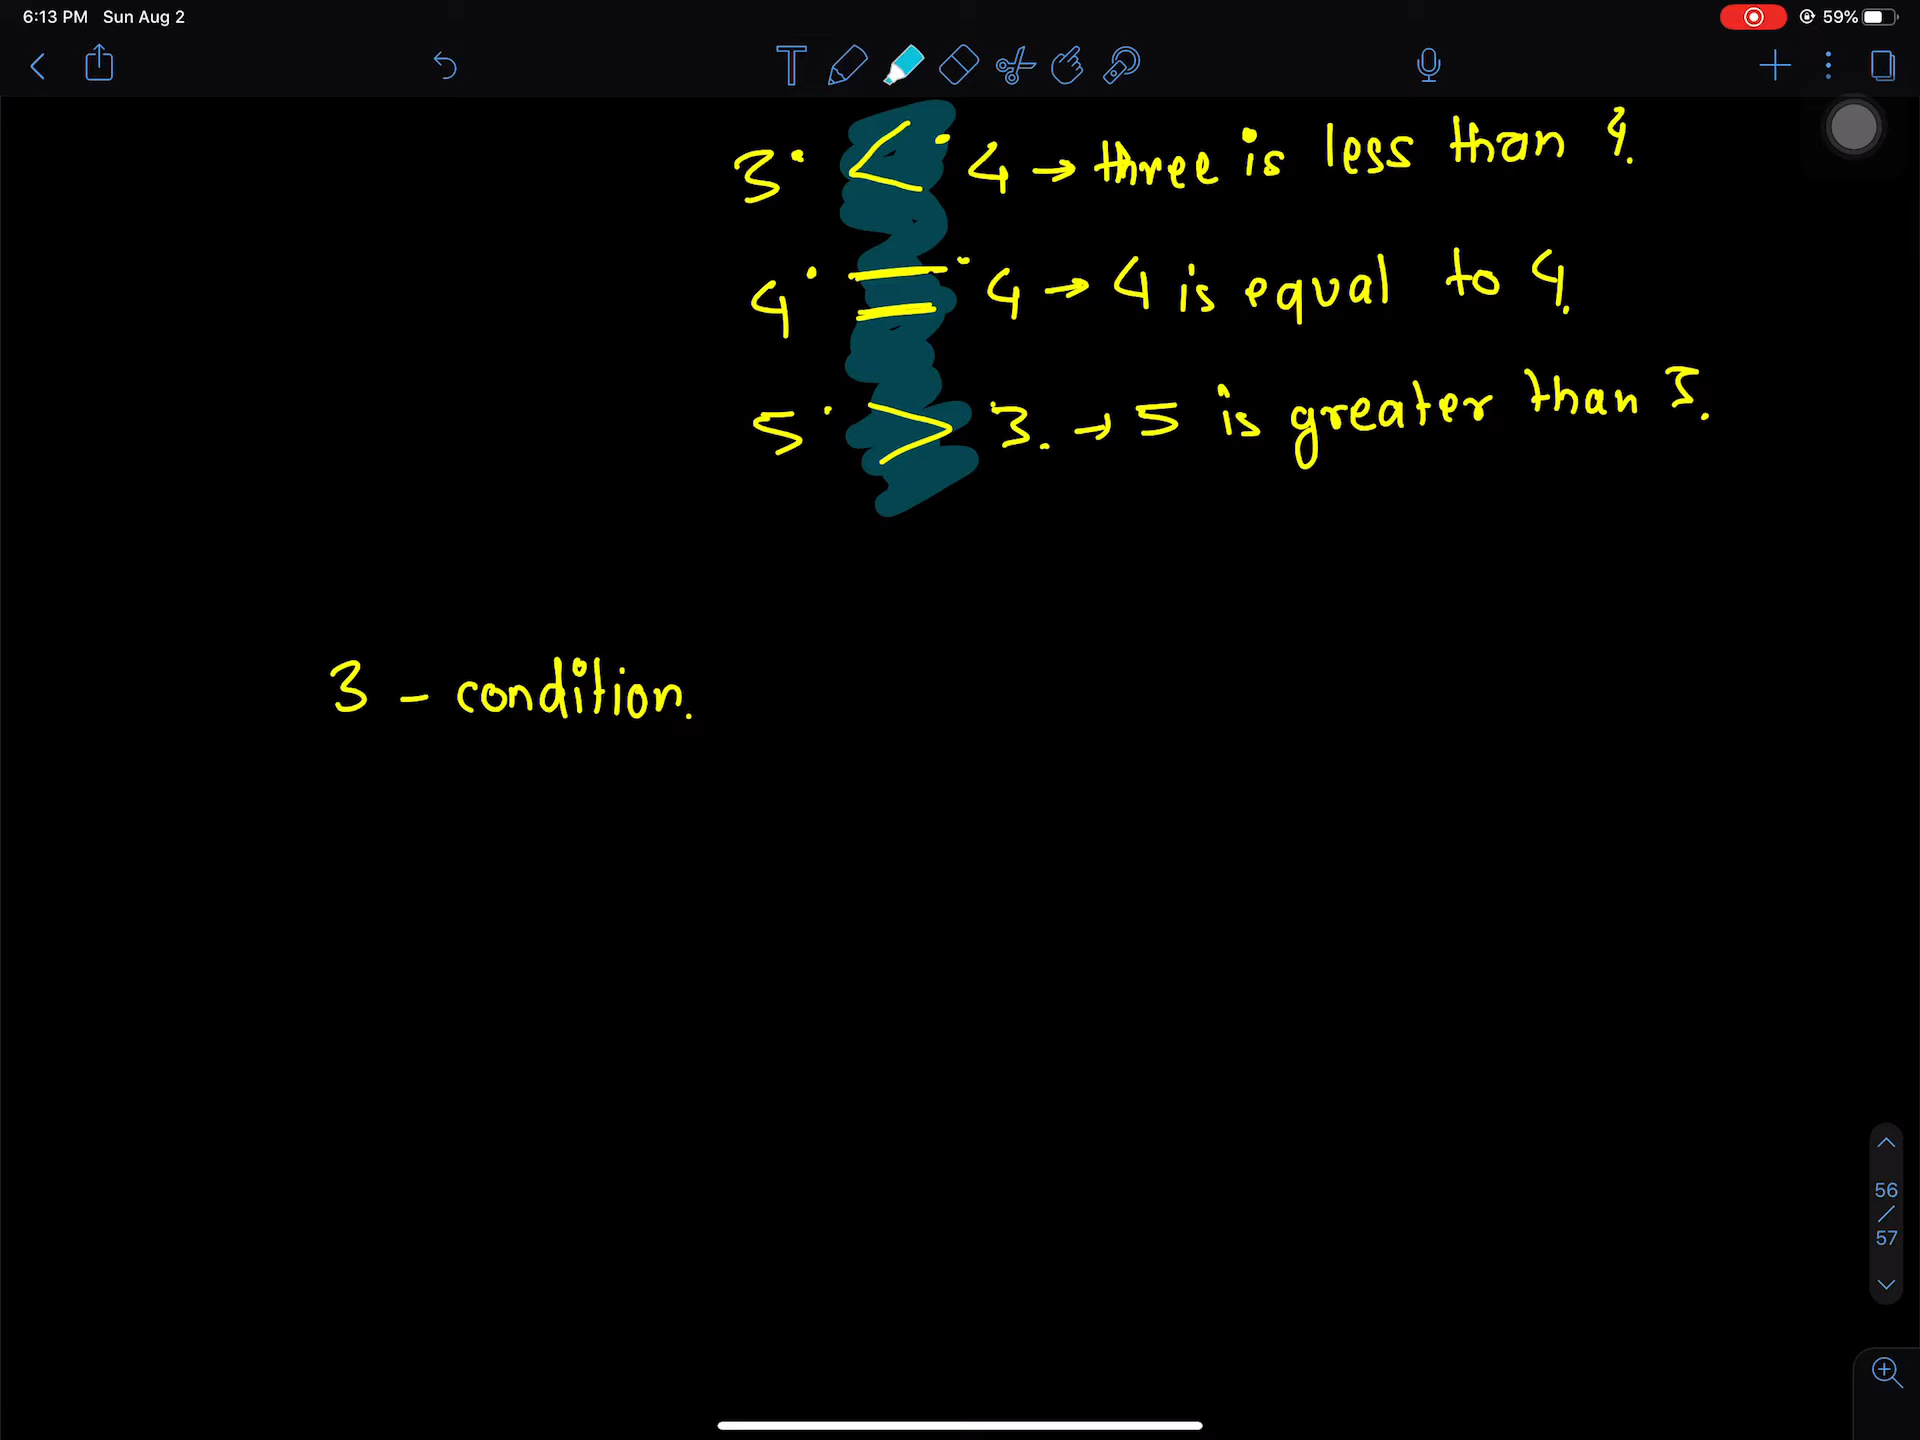 6:13 PM Sun Aug 2
59%
3 < 4 → three is less than 4.
4 = 4 → 4 is equal to 4.
5 > 3. → 5 is greater than 3.
3 - condition.
56
/
57